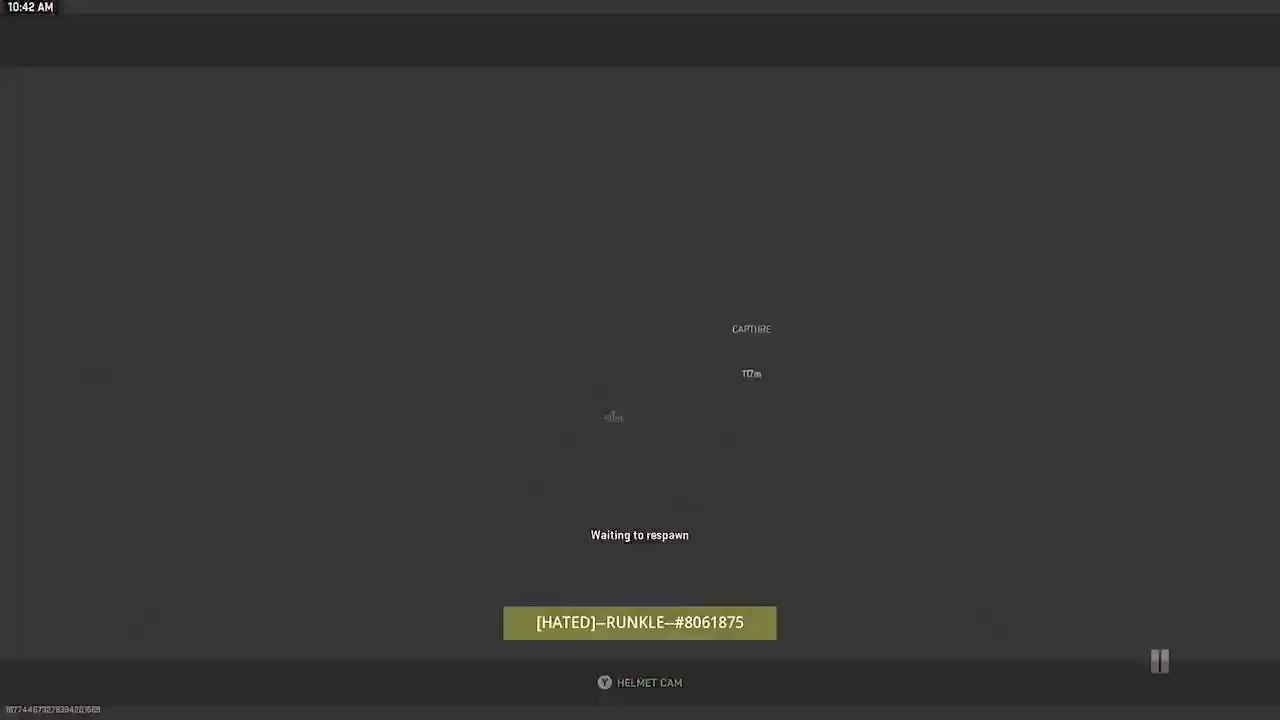 10:42 AM
CAPTURE
117m
Waiting to respawn
[HATED]--RUNKLE--#8061875
Y HELMET CAM